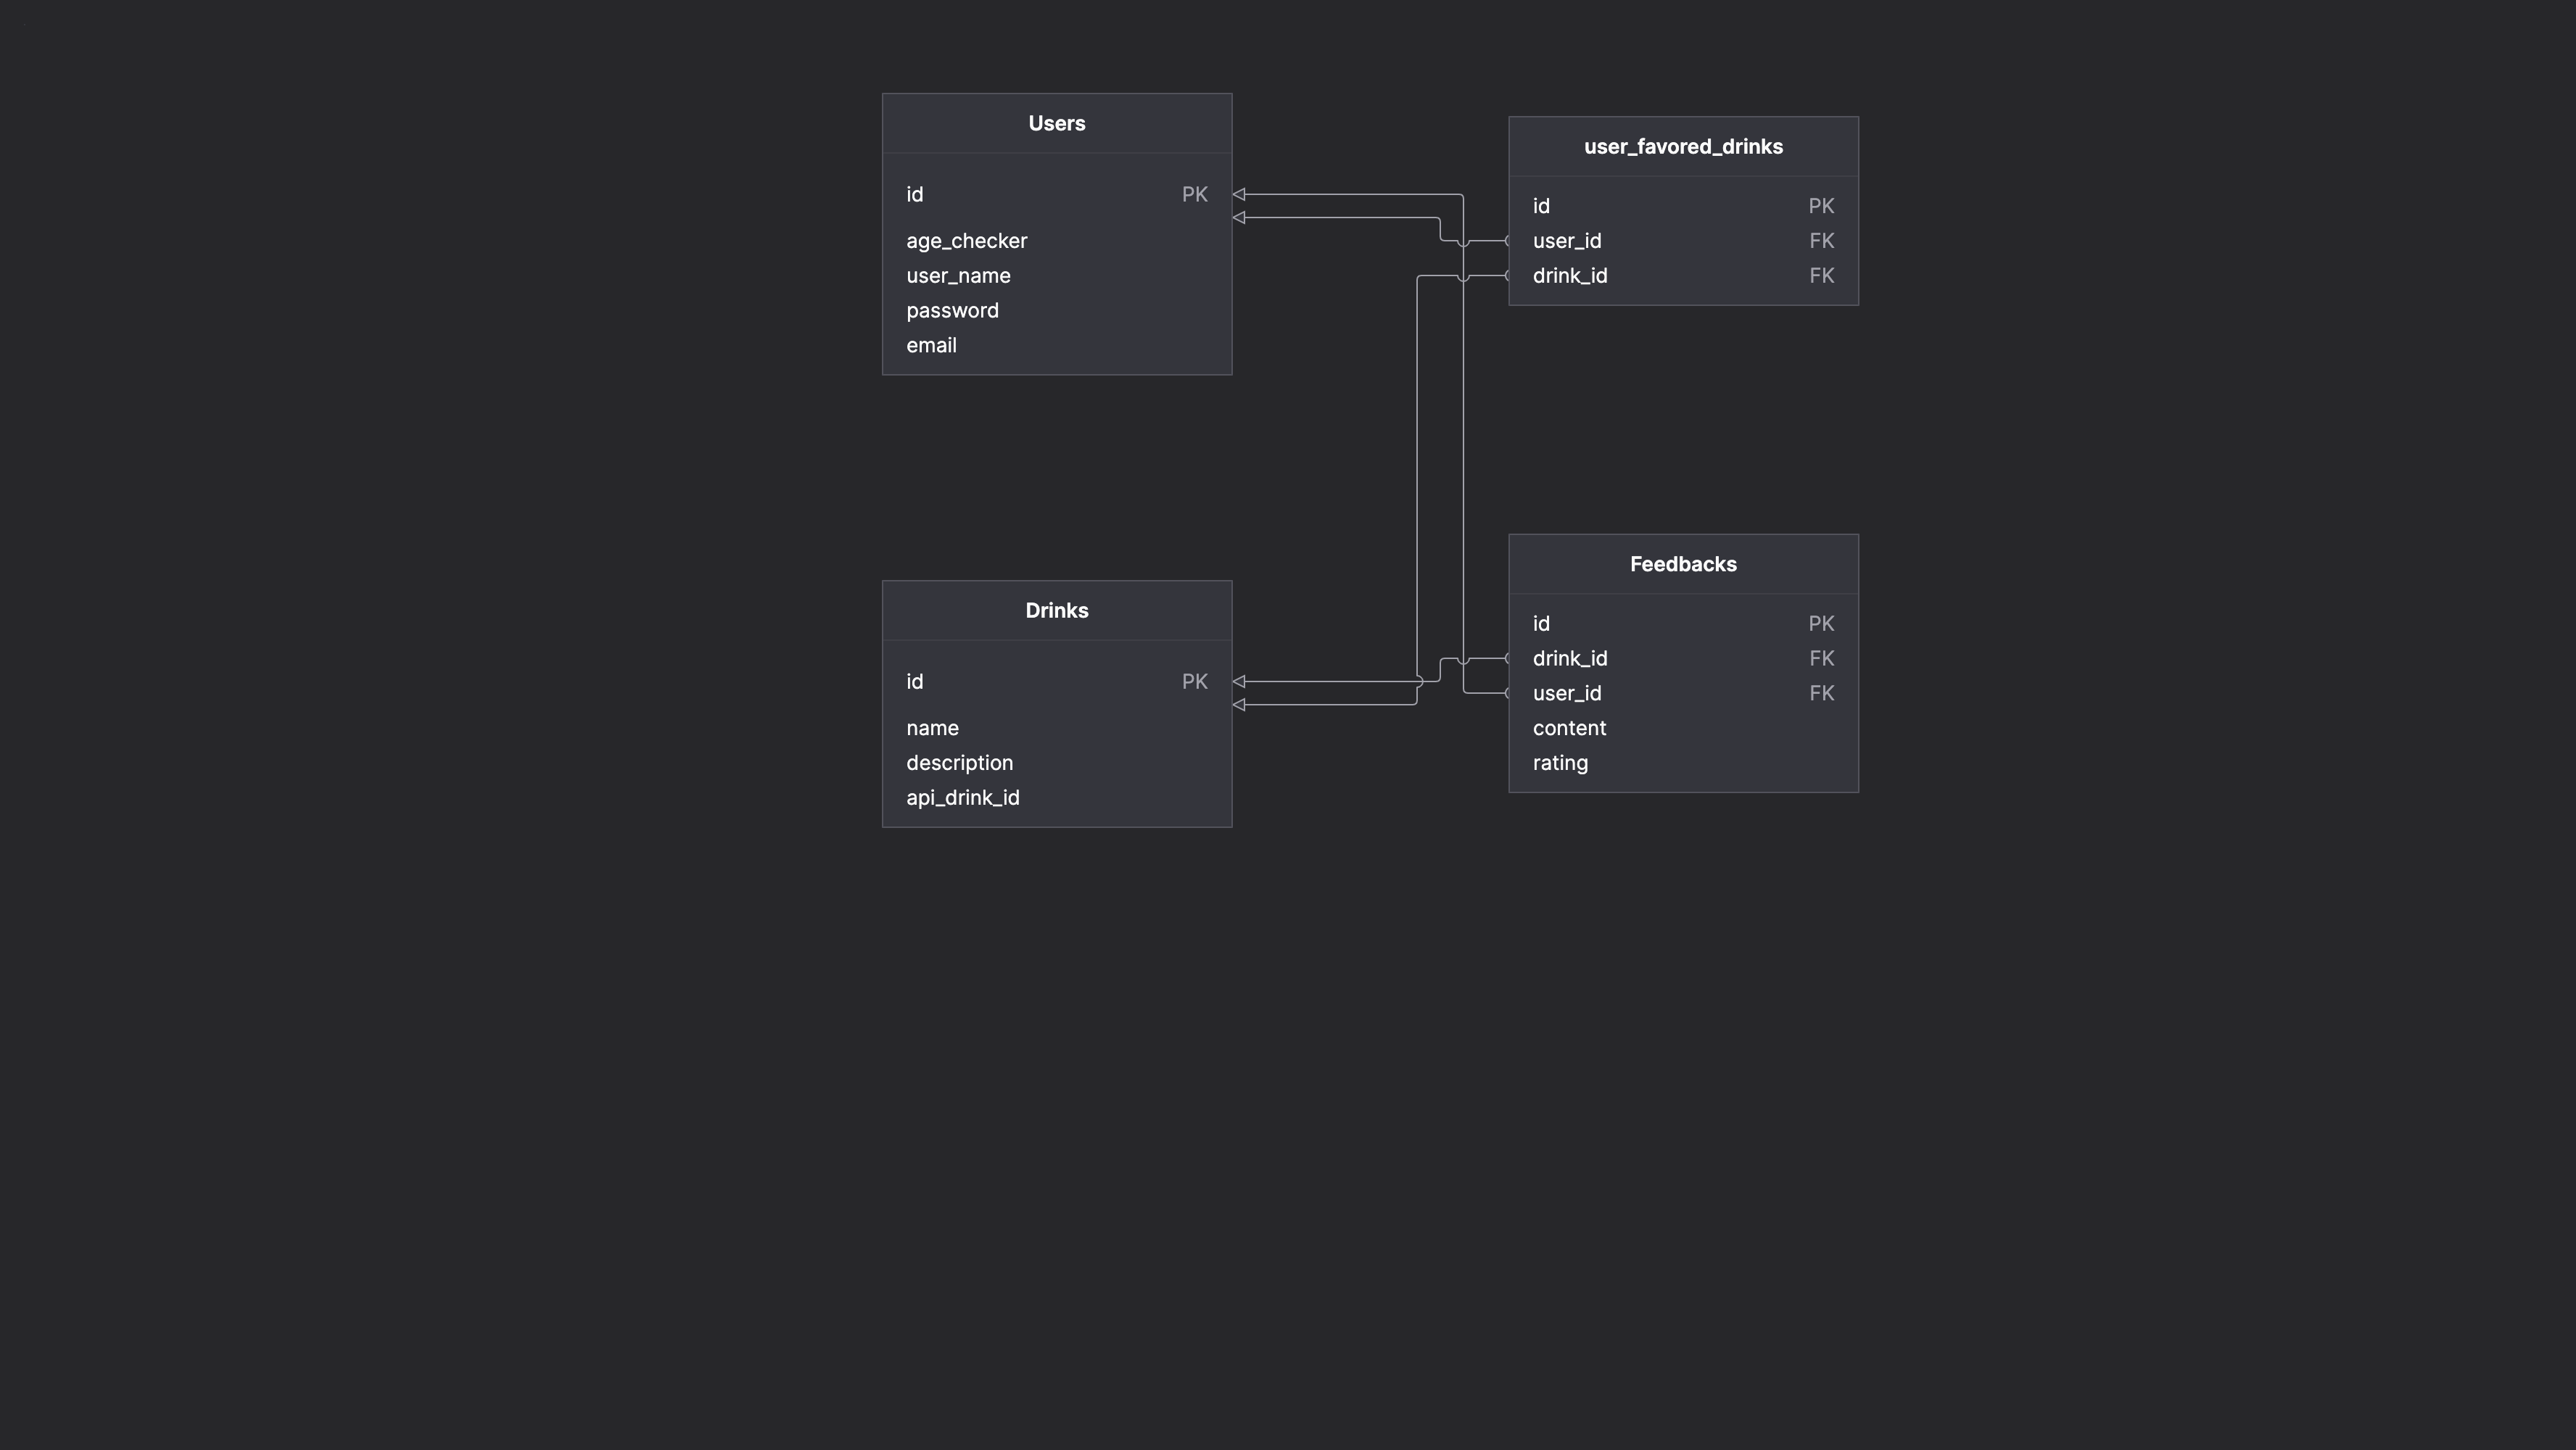 Users
id PK
age_checker
user_name
password
email
user_favored_drinks
id PK
user_id FK
drink_id FK
Drinks
id PK
name
description
api_drink_id
Feedbacks
id PK
drink_id FK
user_id FK
content
rating